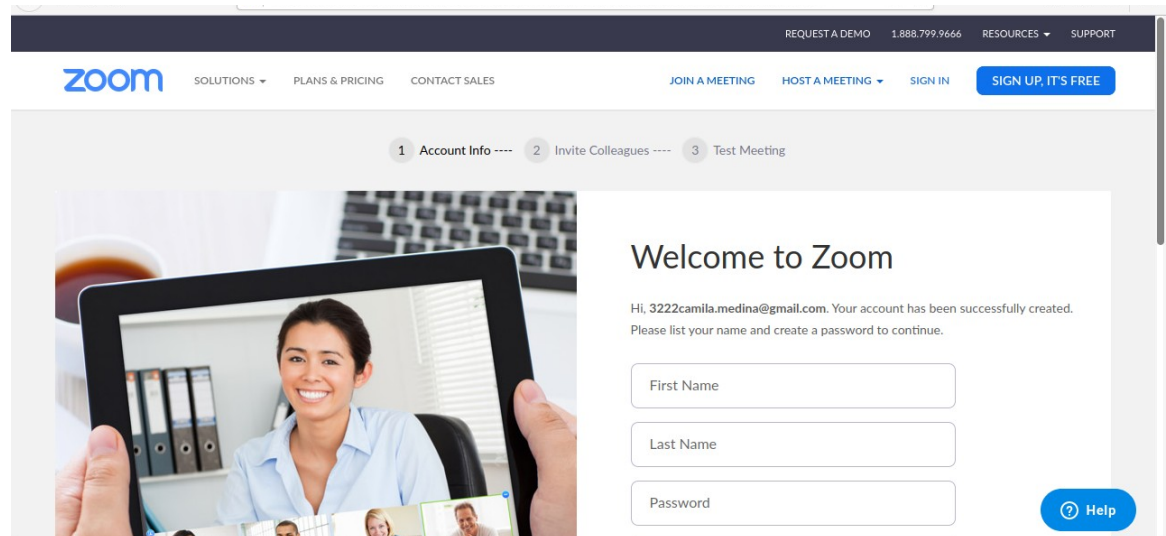 REQUEST A DEMO 1.888.799.9666 RESOURCES SUPPORT
zoom SOLUTIONS PLANS & PRICING CONTACT SALES JOIN A MEETING HOST A MEETING SIGN IN SIGN UP, IT'S FREE
1 Account Info ---- 2 Invite Colleagues ---- 3 Test Meeting
Welcome to Zoom
Hi, 3222camila.medina@gmail.com. Your account has been successfully created.
Please list your name and create a password to continue.
First Name
Last Name
Password
Help